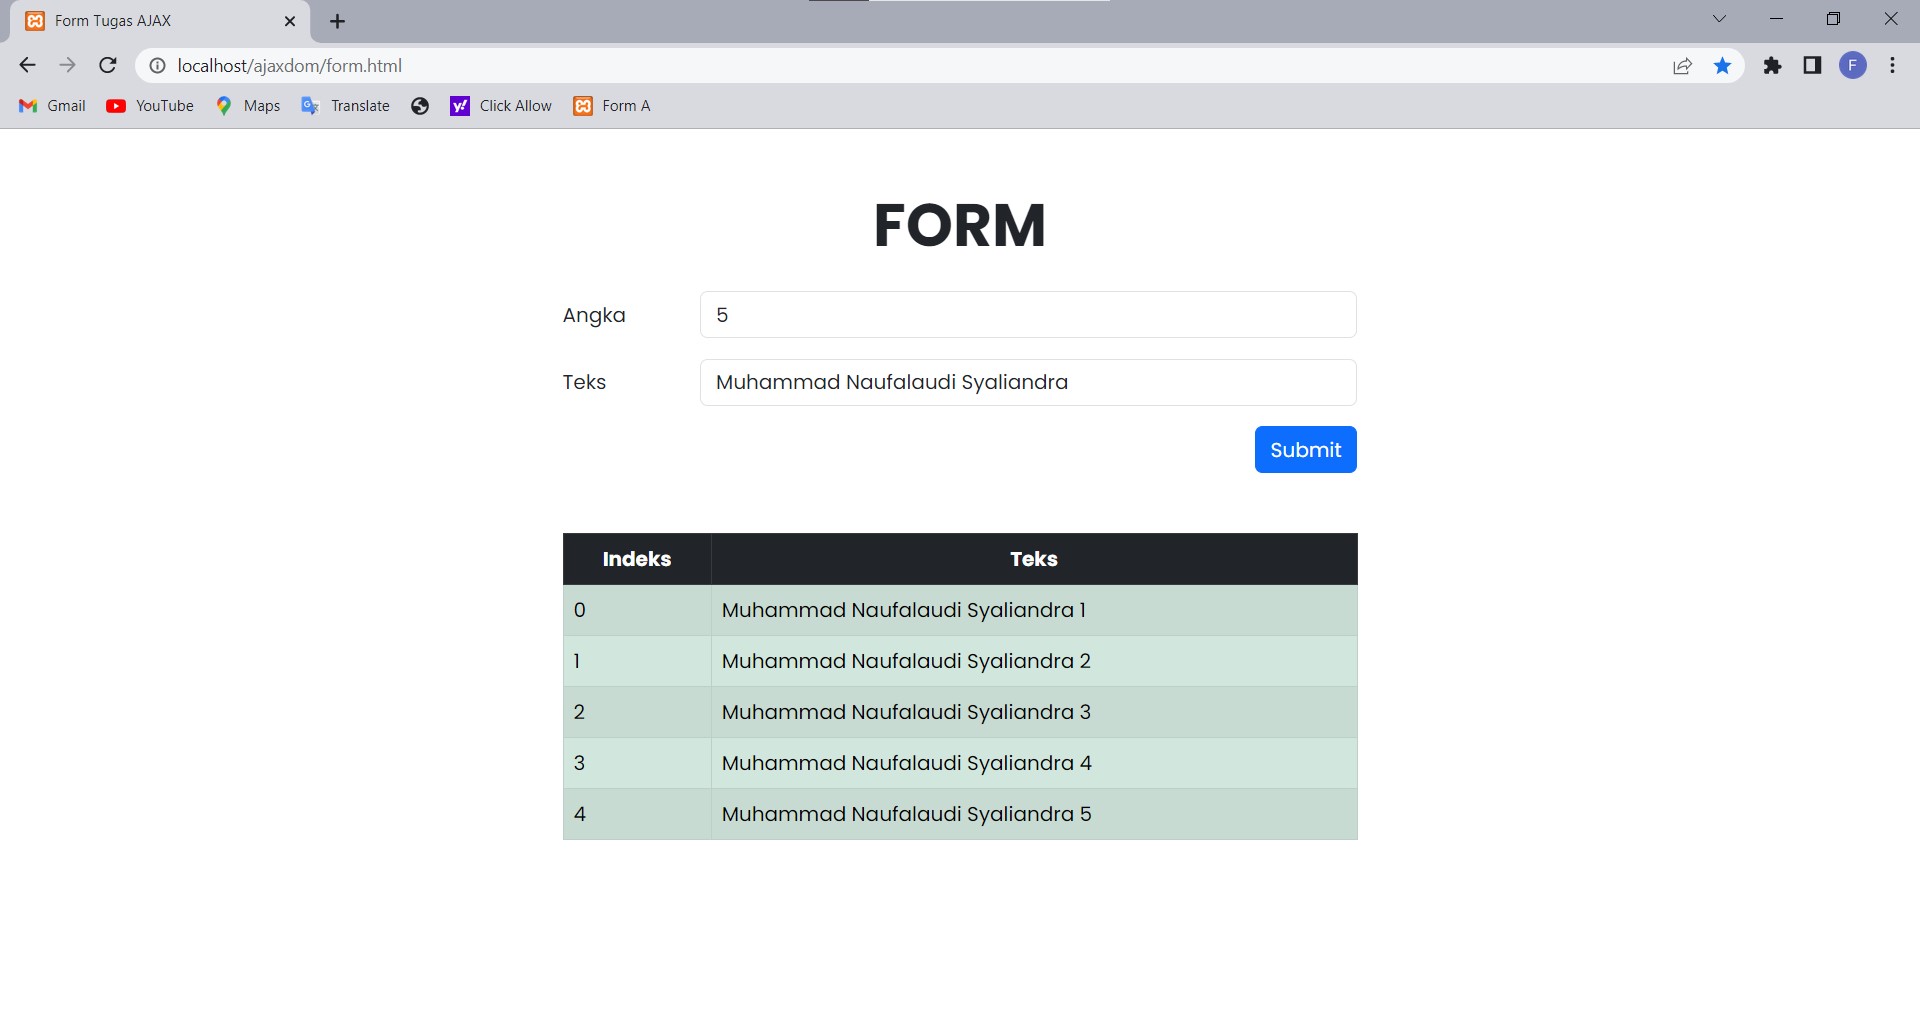 Form Tugas AJAX
localhost/ajaxdom/form.html
F
Gmail YouTube Maps Translate Click Allow Form A
FORM
Angka 5
Teks Muhammad Naufalaudi Syaliandra
Submit
Indeks Teks
0 Muhammad Naufalaudi Syaliandra 1
1 Muhammad Naufalaudi Syaliandra 2
2 Muhammad Naufalaudi Syaliandra 3
3 Muhammad Naufalaudi Syaliandra 4
4 Muhammad Naufalaudi Syaliandra 5